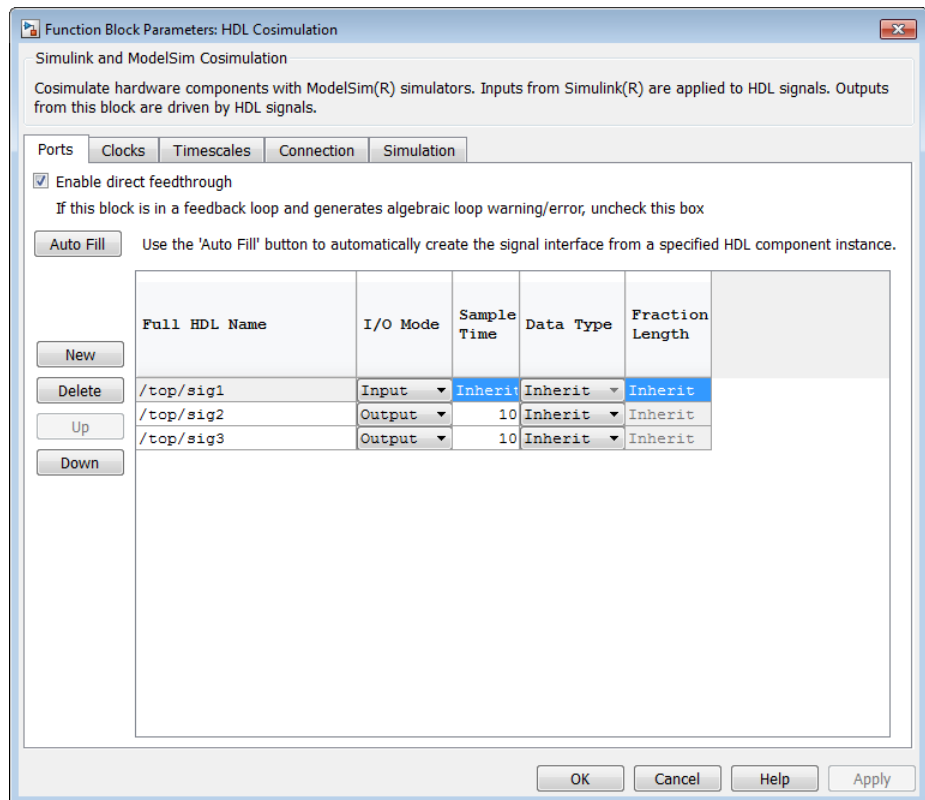 Function Block Parameters: HDL Cosimulation
Simulink and ModelSim Cosimulation
Cosimulate hardware components with ModelSim(R) simulators. Inputs from Simulink(R) are applied to HDL signals. Outputs
from this block are driven by HDL signals.
Ports Clocks Timescales Connection Simulation
Enable direct feedthrough
If this block is in a feedback loop and generates algebraic loop warning/error, uncheck this box
Auto Fill Use the 'Auto Fill' button to automatically create the signal interface from a specified HDL component instance.
Full HDL Name I/O Mode Sample Time Data Type Fraction Length
New
Delete /top/sig1 Input Inherit Inherit Inherit
Up /top/sig2 Output 10 Inherit Inherit
/top/sig3 Output 10 Inherit Inherit
Down
OK Cancel Help Apply